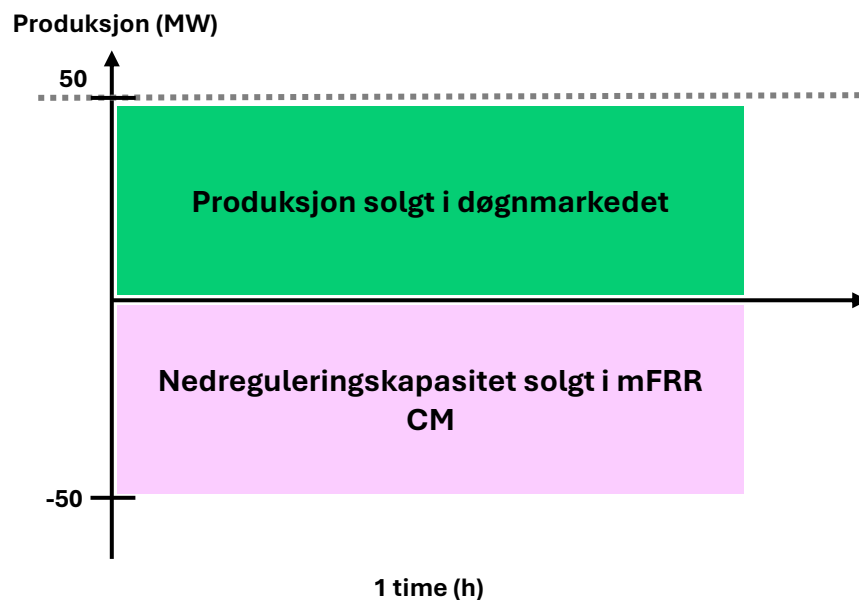 Produksjon (MW)
50
Produksjon solgt i døgnmarkedet
Nedreguleringskapasitet solgt i mFRR
CM
-50
1 time (h)